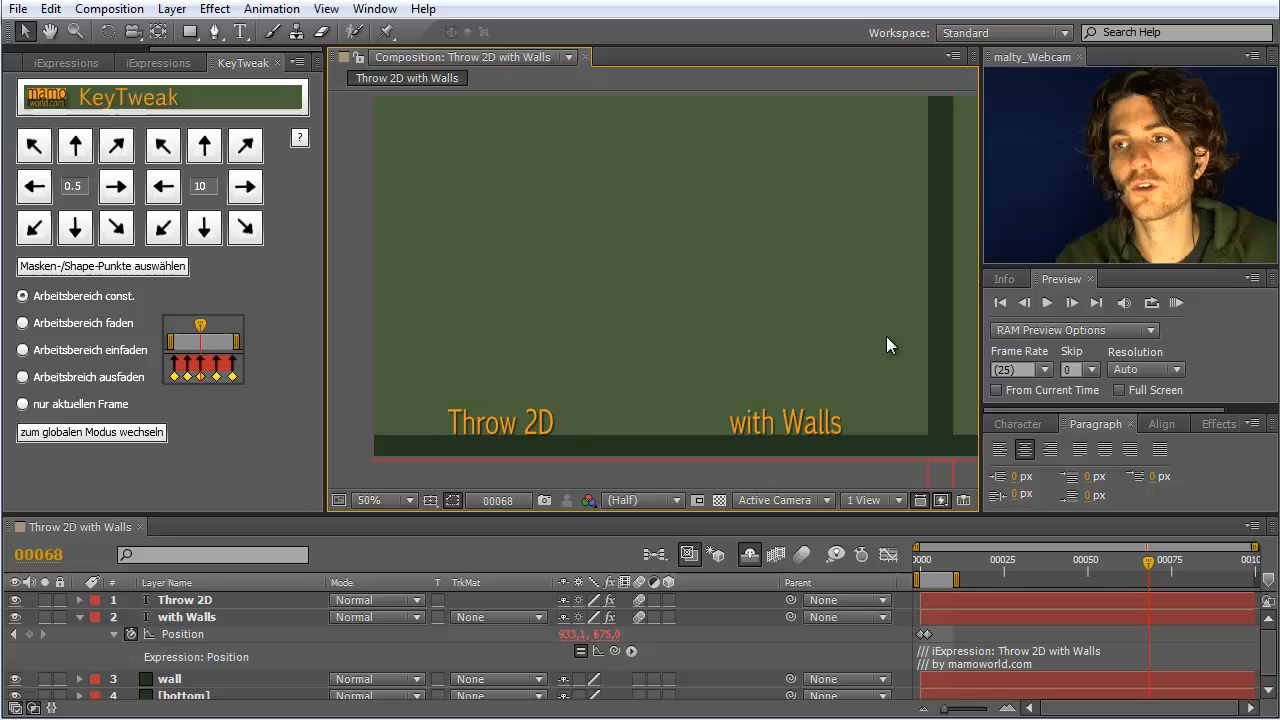 File Edit Composition Layer Effect Animation View Window Help
Workspace: Standard Search Help
iExpressions iExpressions KeyTweak
Composition: Throw 2D with Walls
malty_Webcam
Throw 2D with Walls
mamo world.com KeyTweak
?
0.5 10
Masken-/Shape-Punkte auswählen
Arbeitsbereich const.
Arbeitsbereich faden
Arbeitsbereich einfaden
Arbeitsbreich ausfaden
nur aktuellen Frame
zum globalen Modus wechseln
Throw 2D with Walls
50% 00068 (Half) Active Camera 1 View
Info Preview
RAM Preview Options
Frame Rate Skip Resolution
(25) 0 Auto
From Current Time Full Screen
Character Paragraph Align Effects
0 px 0 px 0 px
0 px 0 px
Throw 2D with Walls
00068
0000 00025 00050 00075 0010
# Layer Name Mode T TrkMat Parent
1 T Throw 2D Normal None
2 T with Walls Normal None None
Position 933,1, 675,0
Expression: Position
/// iExpression: Throw 2D with Walls
/// by mamoworld.com
3 wall Normal None None
4 [bottom] Normal None None